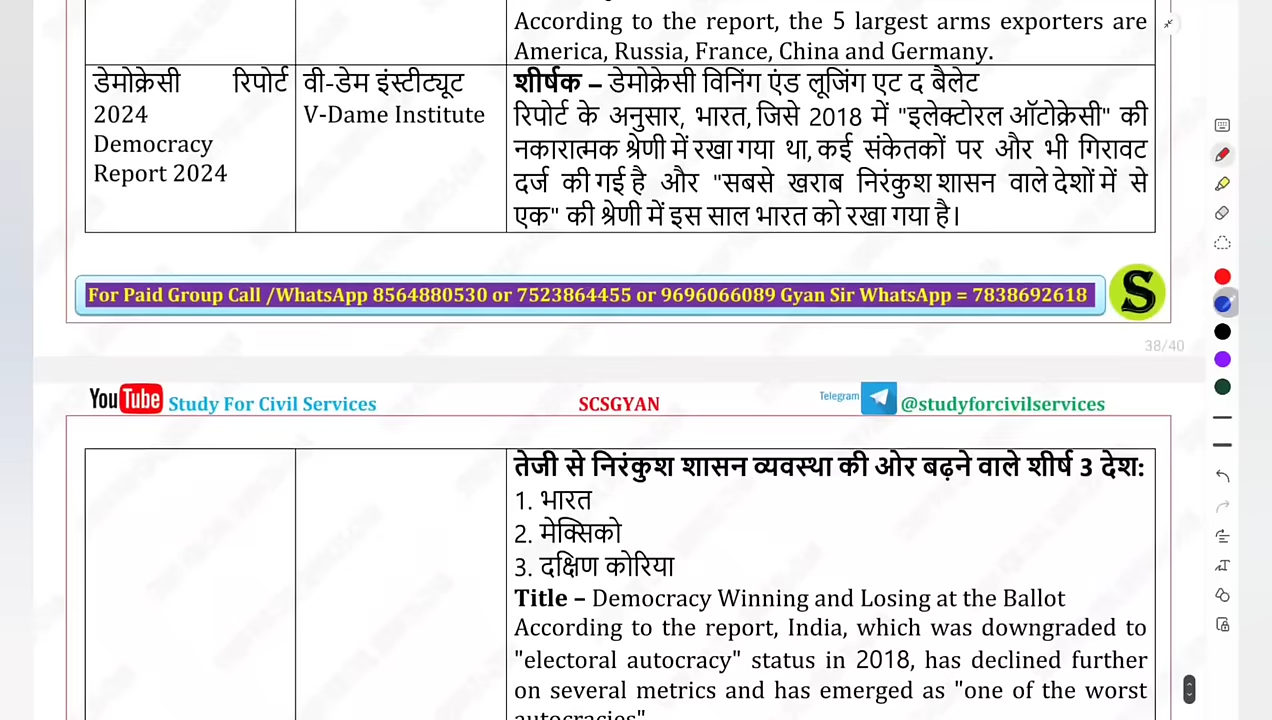 According to the report, the 5 largest arms exporters are
America, Russia, France, China and Germany.
डेमोक्रेसी रिपोर्ट
2024
Democracy
Report 2024
वी-डेम इंस्टीट्यूट
V-Dame Institute
शीर्षक – डेमोक्रेसी विनिंग एंड लूजिंग एट द बैलेट
रिपोर्ट के अनुसार, भारत, जिसे 2018 में "इलेक्टोरल ऑटोक्रेसी" की
नकारात्मक श्रेणी में रखा गया था, कई संकेतकों पर और भी गिरावट
दर्ज की गई है और "सबसे खराब निरंकुश शासन वाले देशों में से
एक" की श्रेणी में इस साल भारत को रखा गया है।
For Paid Group Call /WhatsApp 8564880530 or 7523864455 or 9696066089 Gyan Sir WhatsApp = 7838692618
S
38/40
YouTube Study For Civil Services
SCSGYAN
Telegram @studyforcivilservices
तेजी से निरंकुश शासन व्यवस्था की ओर बढ़ने वाले शीर्ष 3 देश:
1. भारत
2. मेक्सिको
3. दक्षिण कोरिया
Title – Democracy Winning and Losing at the Ballot
According to the report, India, which was downgraded to
"electoral autocracy" status in 2018, has declined further
on several metrics and has emerged as "one of the worst
autocracies"